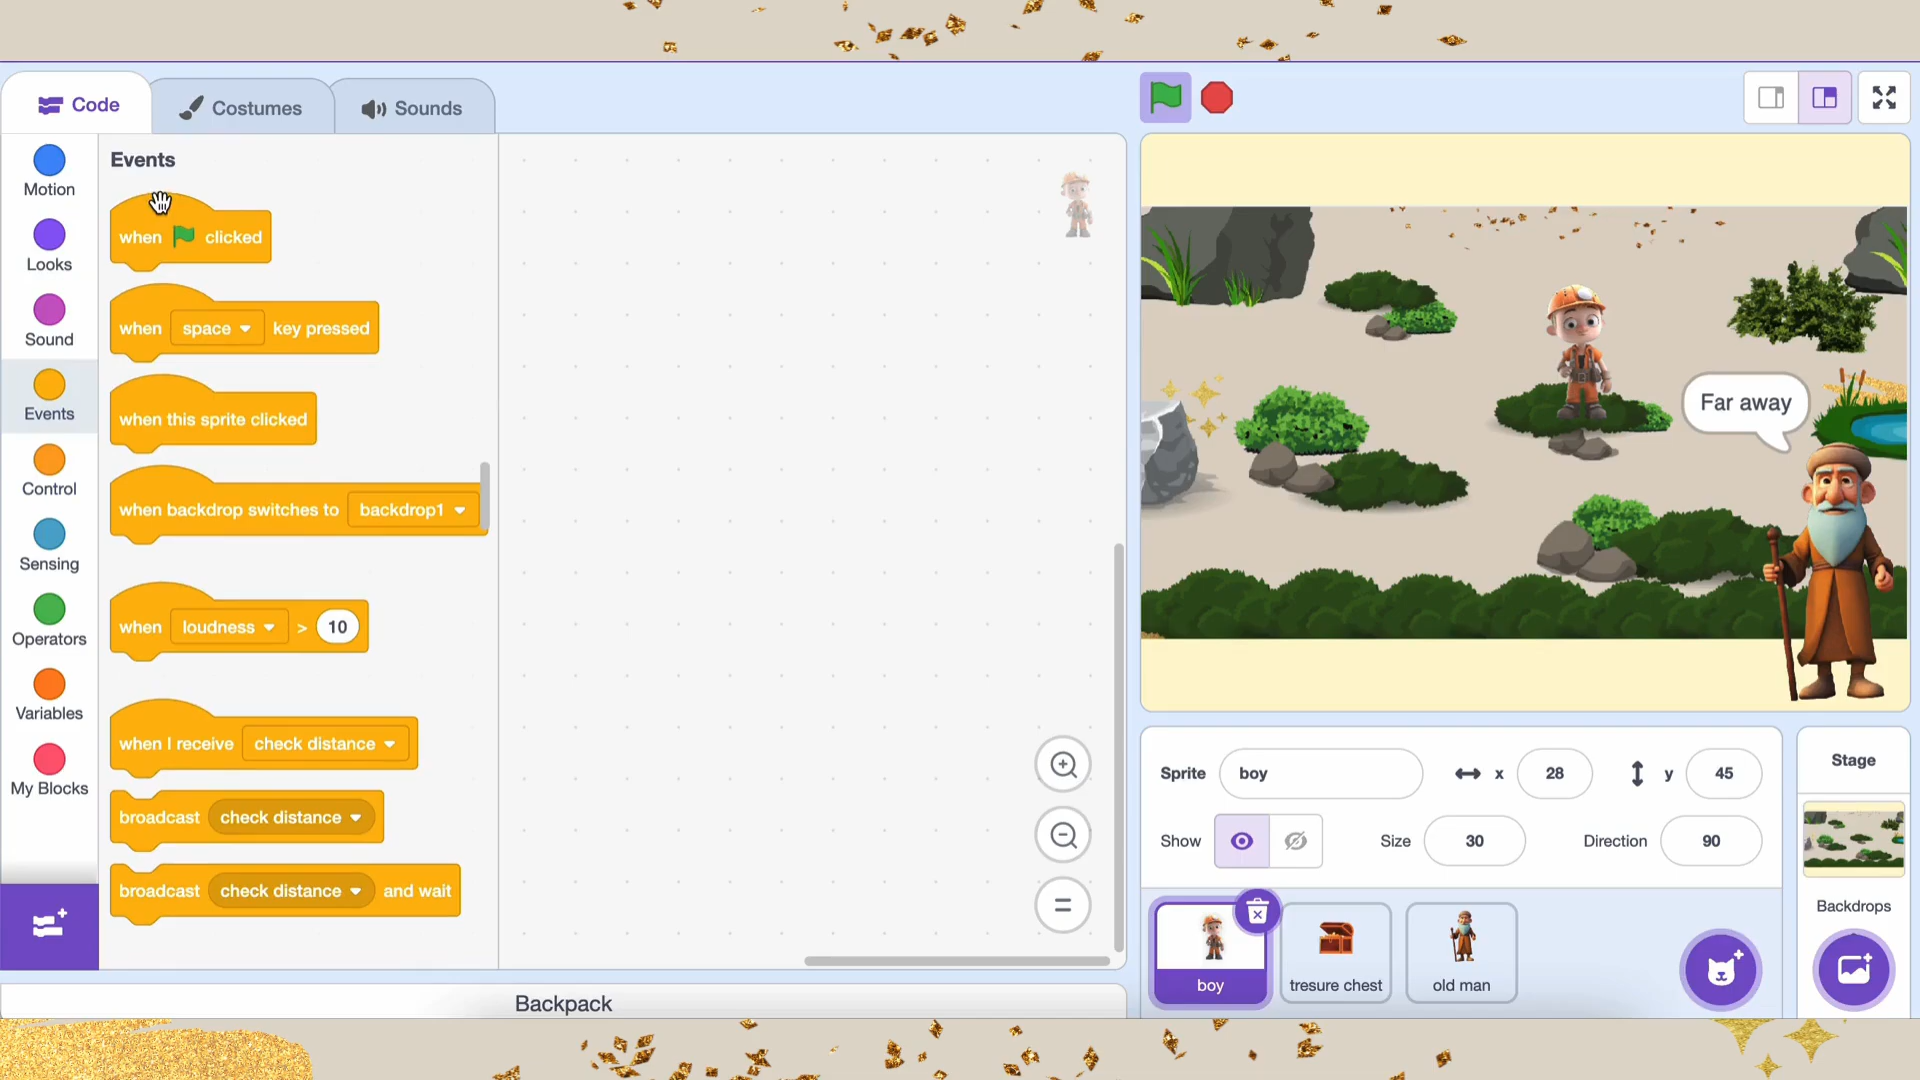 Code
Costumes
Sounds
Motion
Looks
Sound
Events
Control
Sensing
Operators
Variables
My Blocks
Events
when clicked
when space key pressed
when this sprite clicked
when backdrop switches to backdrop1
when loudness > 10
when I receive check distance
broadcast check distance
broadcast check distance and wait
Backpack
Far away
Sprite boy x 28 y 45
Show Size 30 Direction 90
boy
tresure chest
old man
Stage
Backdrops